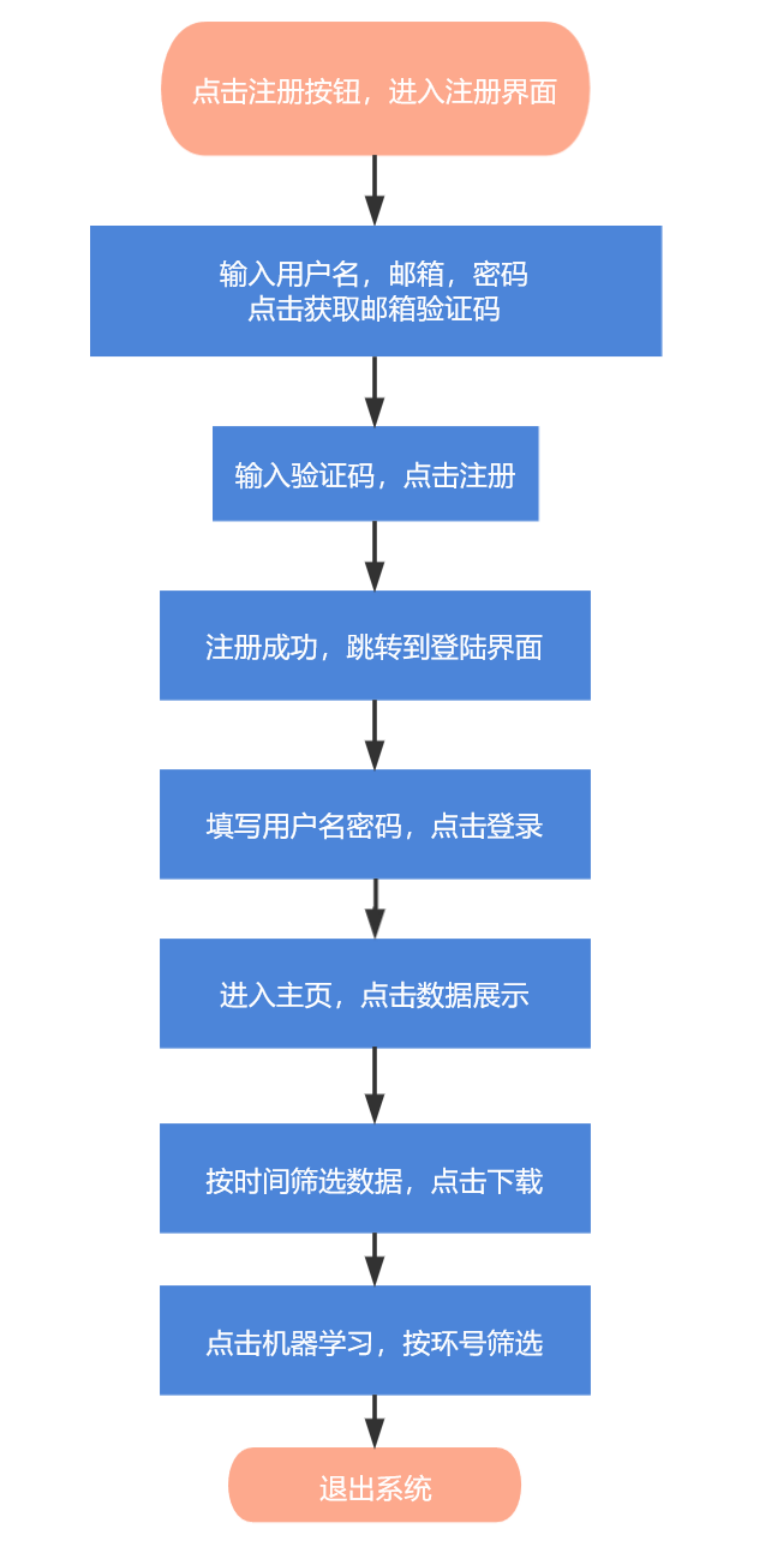 点击注册按钮，进入注册界面
输入用户名，邮箱，密码
点击获取邮箱验证码
输入验证码，点击注册
注册成功，跳转到登陆界面
填写用户名密码，点击登录
进入主页，点击数据展示
按时间筛选数据，点击下载
点击机器学习，按环号筛选
退出系统